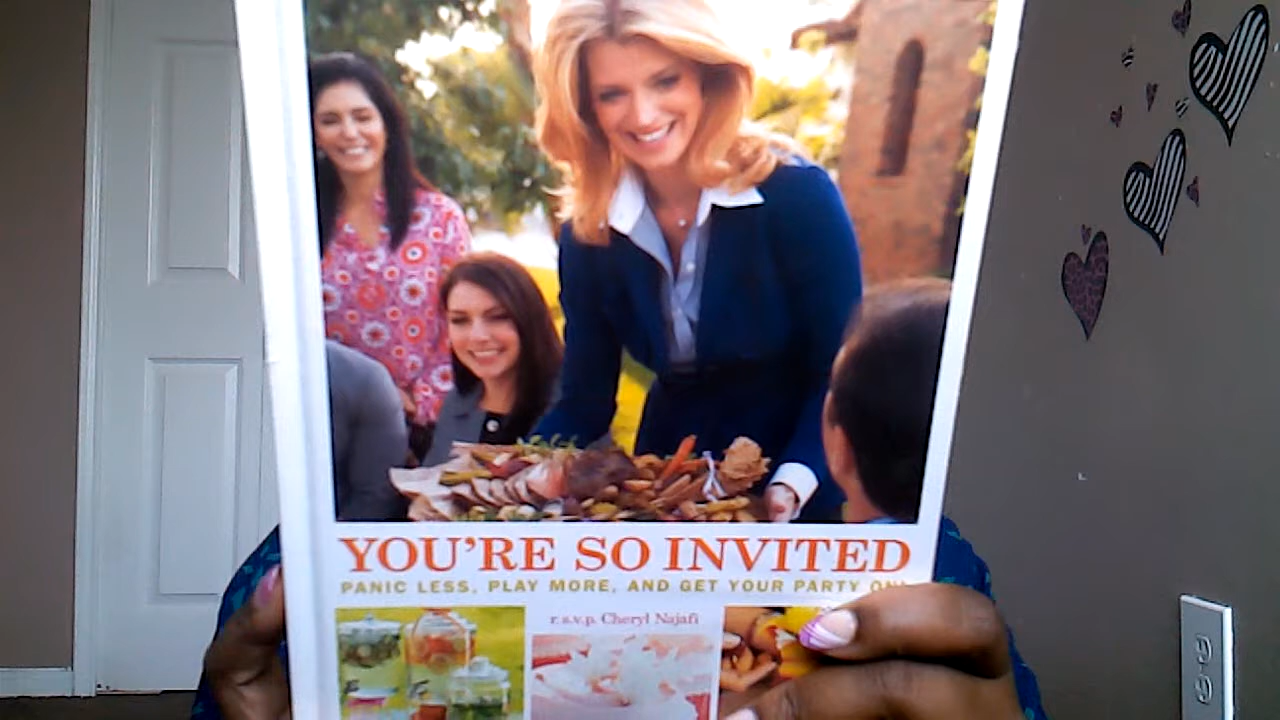 YOU'RE SO INVITED
PANIC LESS, PLAY MORE, AND GET YOUR PARTY ON!
r.s.v.p. Cheryl Najafi